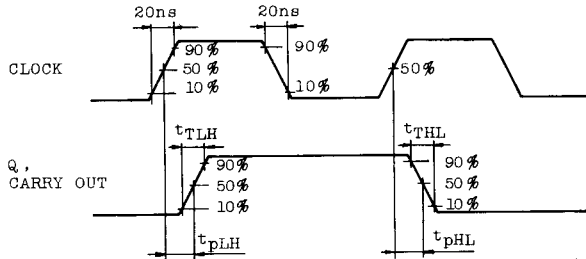 20ns 20ns
90% 90%
CLOCK 50% 50%
10% 10%
tTLH tTHL
Q,
CARRY OUT
90% 90%
50% 50%
10% 10%
tpLH tpHL